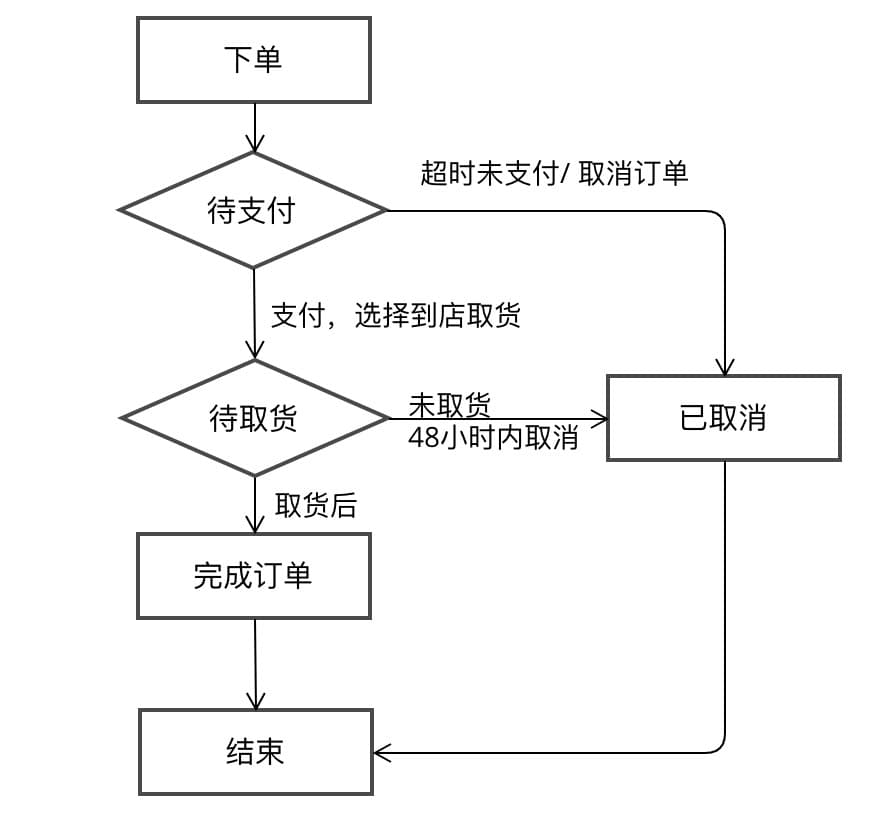 下单
超时未支付/ 取消订单
待支付
支付，选择到店取货
未取货
48小时内取消
待取货
已取消
取货后
完成订单
结束